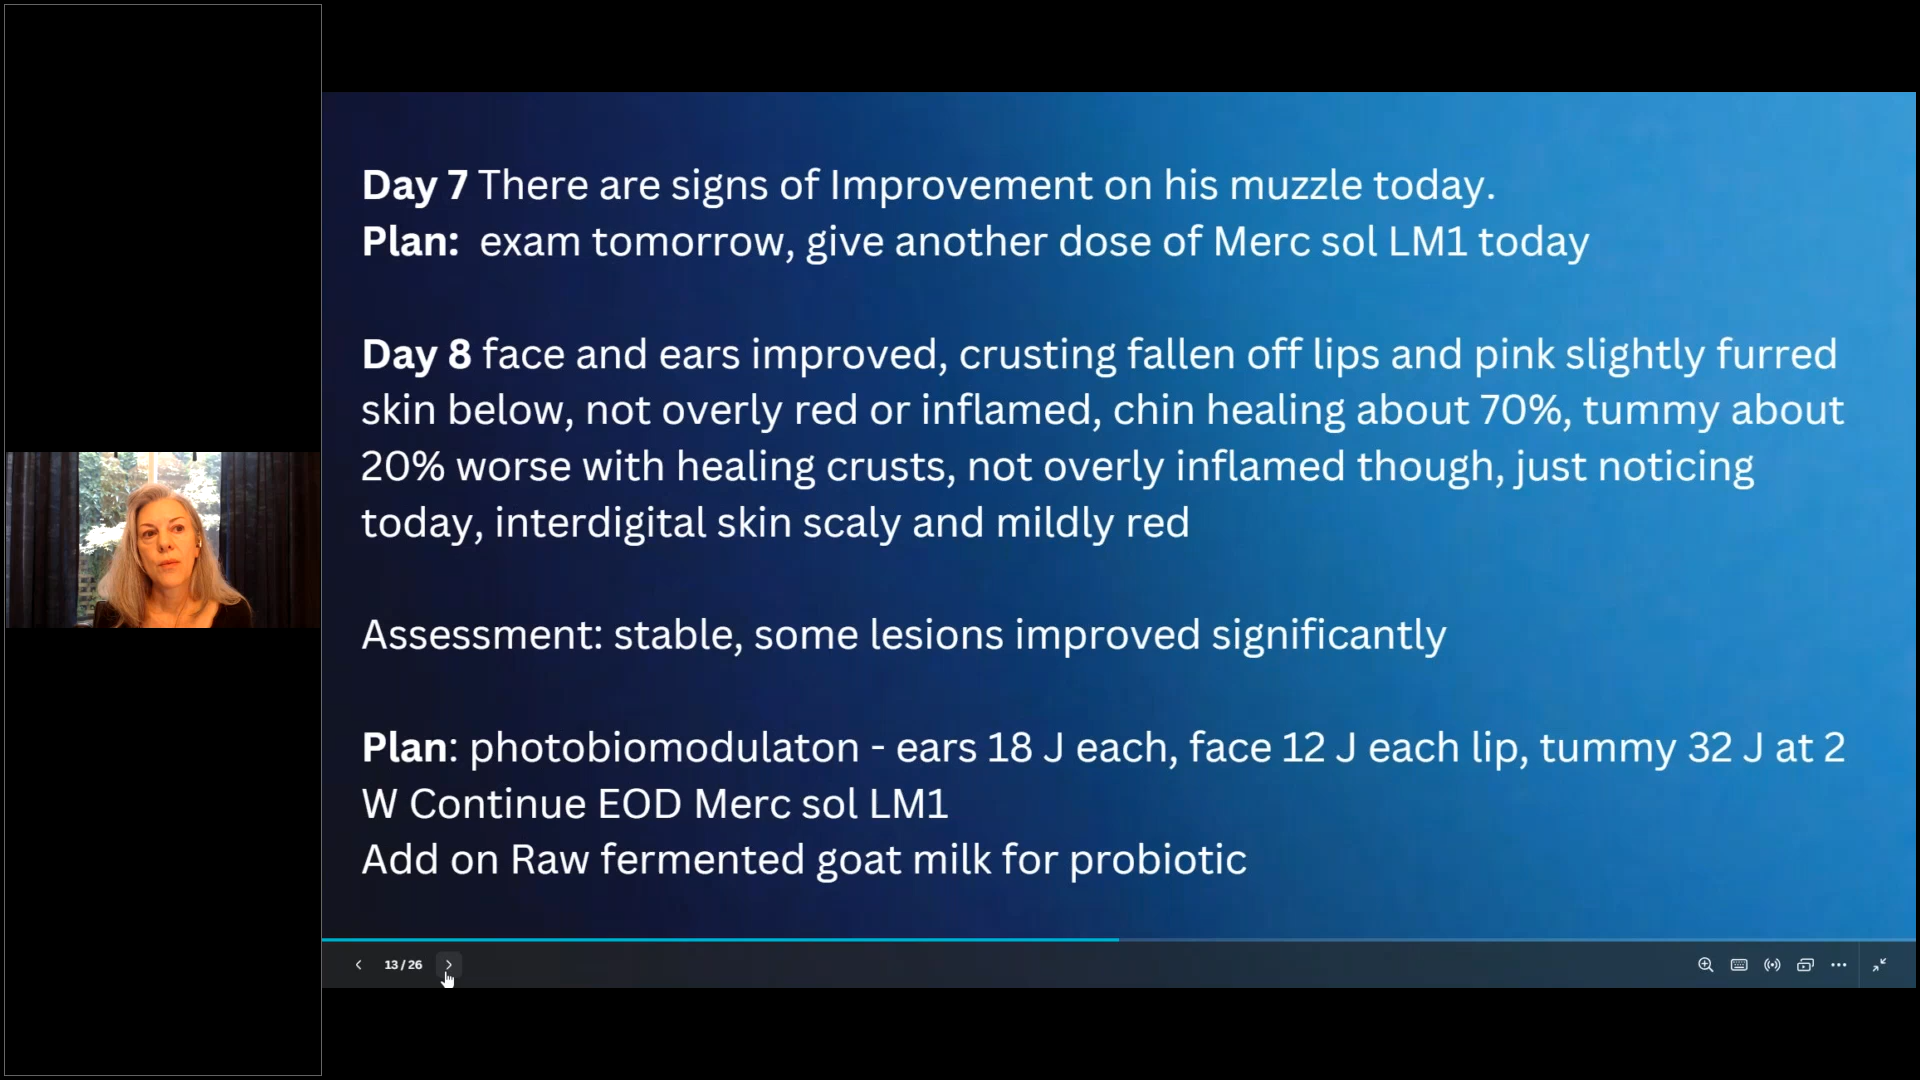 Day 7 There are signs of Improvement on his muzzle today.
Plan: exam tomorrow, give another dose of Merc sol LM1 today
Day 8 face and ears improved, crusting fallen off lips and pink slightly furred
skin below, not overly red or inflamed, chin healing about 70%, tummy about
20% worse with healing crusts, not overly inflamed though, just noticing
today, interdigital skin scaly and mildly red
Assessment: stable, some lesions improved significantly
Plan: photobiomodulaton - ears 18 J each, face 12 J each lip, tummy 32 J at 2
W Continue EOD Merc sol LM1
Add on Raw fermented goat milk for probiotic
13 / 26